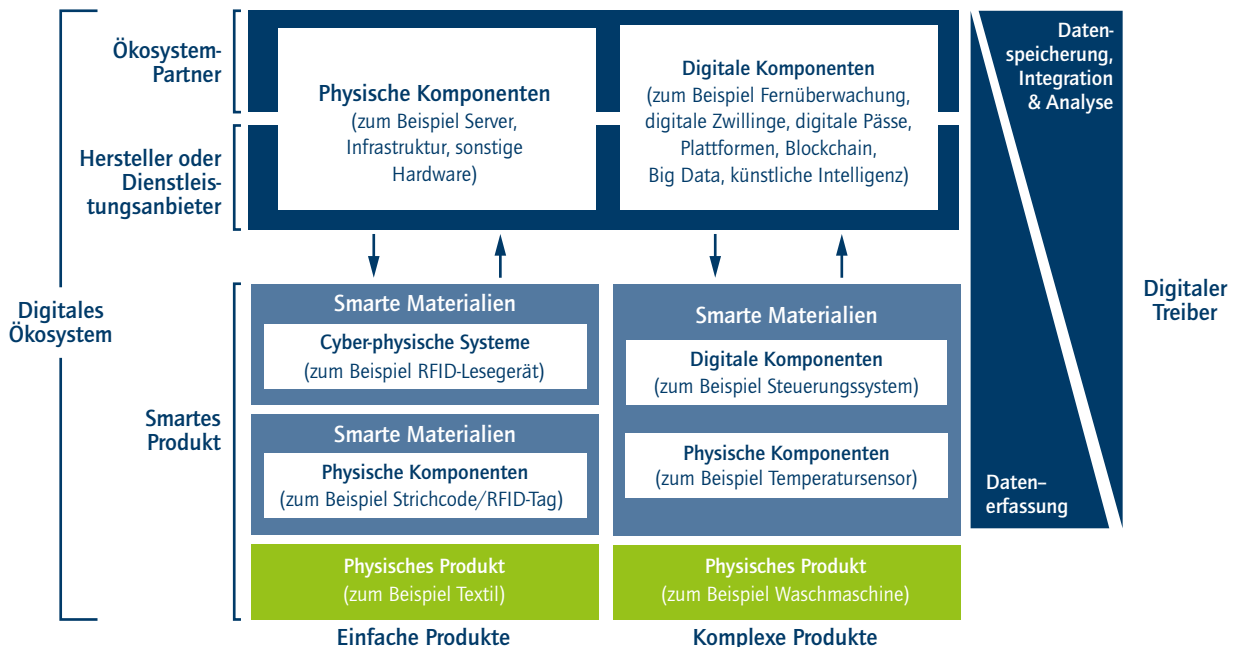 Ökosystem-
Partner
Hersteller oder
Dienstleis-
tungsanbieter
Digitales
Ökosystem
Smartes
Produkt
Physische Komponenten
(zum Beispiel Server,
Infrastruktur, sonstige
Hardware)
Digitale Komponenten
(zum Beispiel Fernüberwachung,
digitale Zwillinge, digitale Pässe,
Plattformen, Blockchain,
Big Data, künstliche Intelligenz)
Smarte Materialien
Cyber-physische Systeme
(zum Beispiel RFID-Lesegerät)
Smarte Materialien
Physische Komponenten
(zum Beispiel Strichcode/RFID-Tag)
Physisches Produkt
(zum Beispiel Textil)
Einfache Produkte
Smarte Materialien
Digitale Komponenten
(zum Beispiel Steuerungssystem)
Physische Komponenten
(zum Beispiel Temperatursensor)
Physisches Produkt
(zum Beispiel Waschmaschine)
Komplexe Produkte
Daten-
speicherung,
Integration
& Analyse
Daten–
erfassung
Digitaler
Treiber